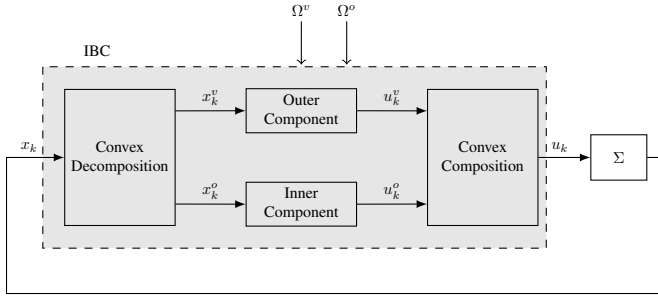 Ω^v Ω^o
IBC
x_k
Convex
Decomposition
x_k^v
Outer
Component
u_k^v
x_k^o
Inner
Component
u_k^o
Convex
Composition
u_k
Σ